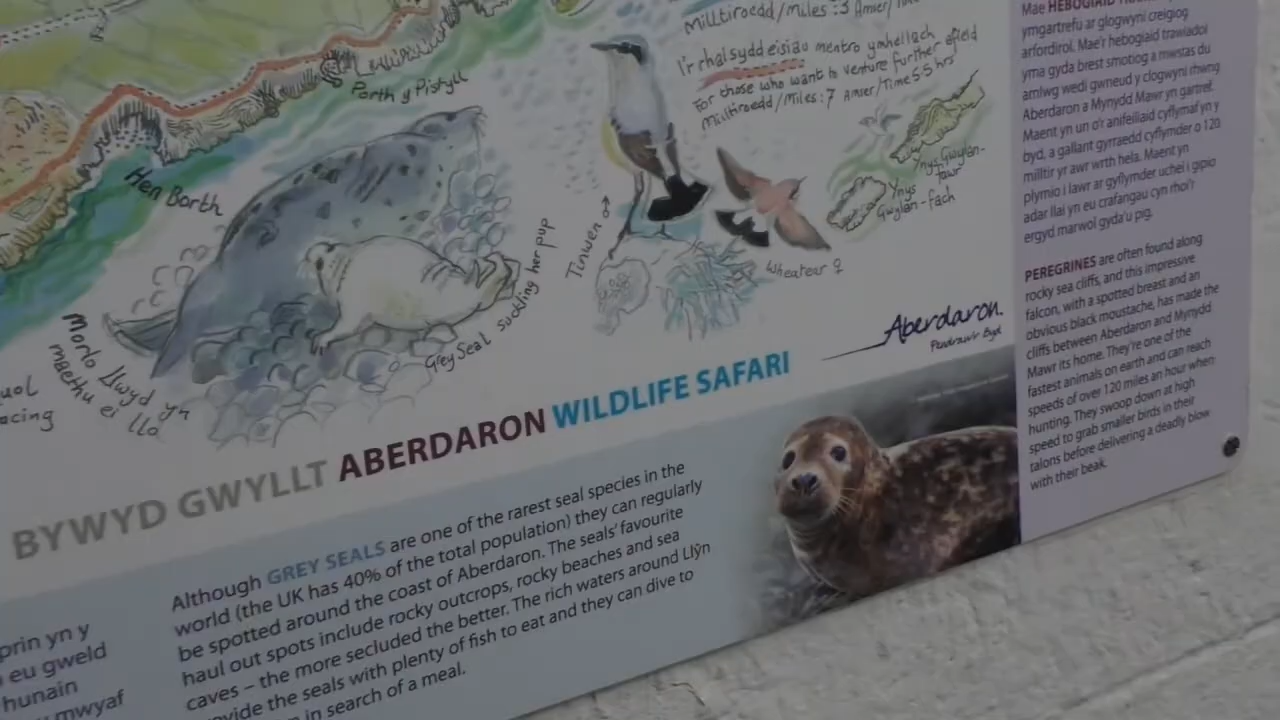 Milltiroedd/Miles: 3 Amser/
I'r rhai sydd eisiau mentro ymhellach
For those who want to venture further afield
Milltiroedd/Miles: 7 Amser/Time 5.5 hrs
Porth y Pistyll
Hen Borth
Ynys Gwylan-
fawr
Ynys
Gwylan-fach
Tinwen ♂
Wheatear ♀
Grey Seal suckling her pup
Morlo Llwyd yn
maethu ei llo
acing
Aberdaron.
Pendraw'r Byd
BYWYD GWYLLT ABERDARON WILDLIFE SAFARI
prin yn y
eu gweld
hunain
mwyaf
Although GREY SEALS are one of the rarest seal species in the
world (the UK has 40% of the total population) they can regularly
be spotted around the coast of Aberdaron. The seals' favourite
haul out spots include rocky outcrops, rocky beaches and sea
caves – the more secluded the better. The rich waters around Llŷn
provide the seals with plenty of fish to eat and they can dive to
in search of a meal.
Mae
ymgartrefu ar glogwyni creigiog
arfordirol. Mae'r hebogiaid trawiadol
yma gyda brest smotiog a mwstas du
amlwg wedi gwneud y clogwyni rhwng
Aberdaron a Mynydd Mawr yn gartref.
Maent yn un o'r anifeiliaid cyflymaf yn y
byd, a gallant gyrraedd cyflymder o 120
milltir yr awr wrth hela. Maent yn
plymio i lawr ar gyflymder uchel i gipio
adar llai yn eu crafangau cyn rhoi'r
ergyd marwol gyda'u pig.
PEREGRINES are often found along
rocky sea cliffs, and this impressive
falcon, with a spotted breast and an
obvious black moustache, has made the
cliffs between Aberdaron and Mynydd
Mawr its home. They're one of the
fastest animals on earth and can reach
speeds of over 120 miles an hour when
hunting. They swoop down at high
speed to grab smaller birds in their
talons before delivering a deadly blow
with their beak.